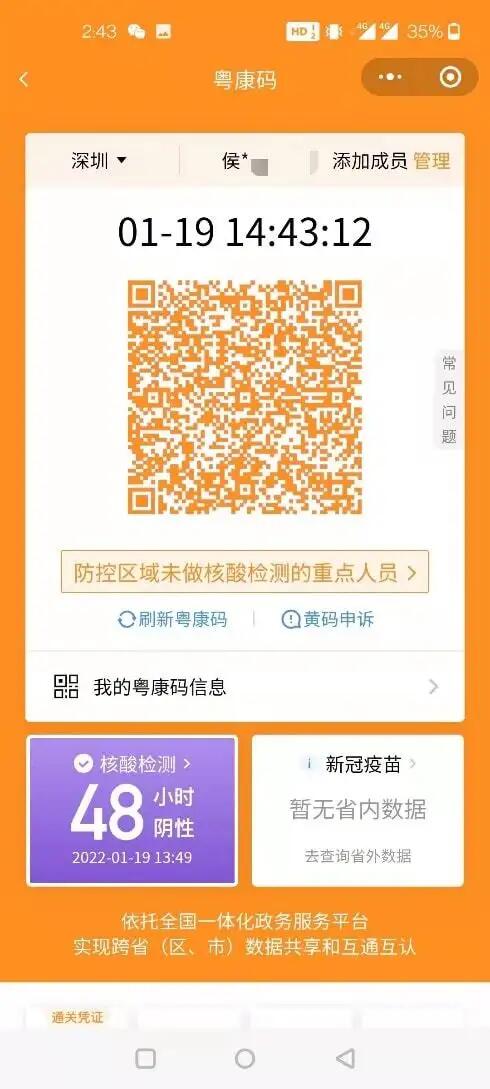 2:43 HD 1 2 4G 4G 35%
粤康码
深圳 侯* 添加成员 管理
01-19 14:43:12
常见问题
防控区域未做核酸检测的重点人员 >
刷新粤康码 | 黄码申诉
我的粤康码信息 >
核酸检测 >
48 小时
阴性
2022-01-19 13:49
新冠疫苗 >
暂无省内数据
去查询省外数据
依托全国一体化政务服务平台
实现跨省（区、市）数据共享和互通互认
通关凭证